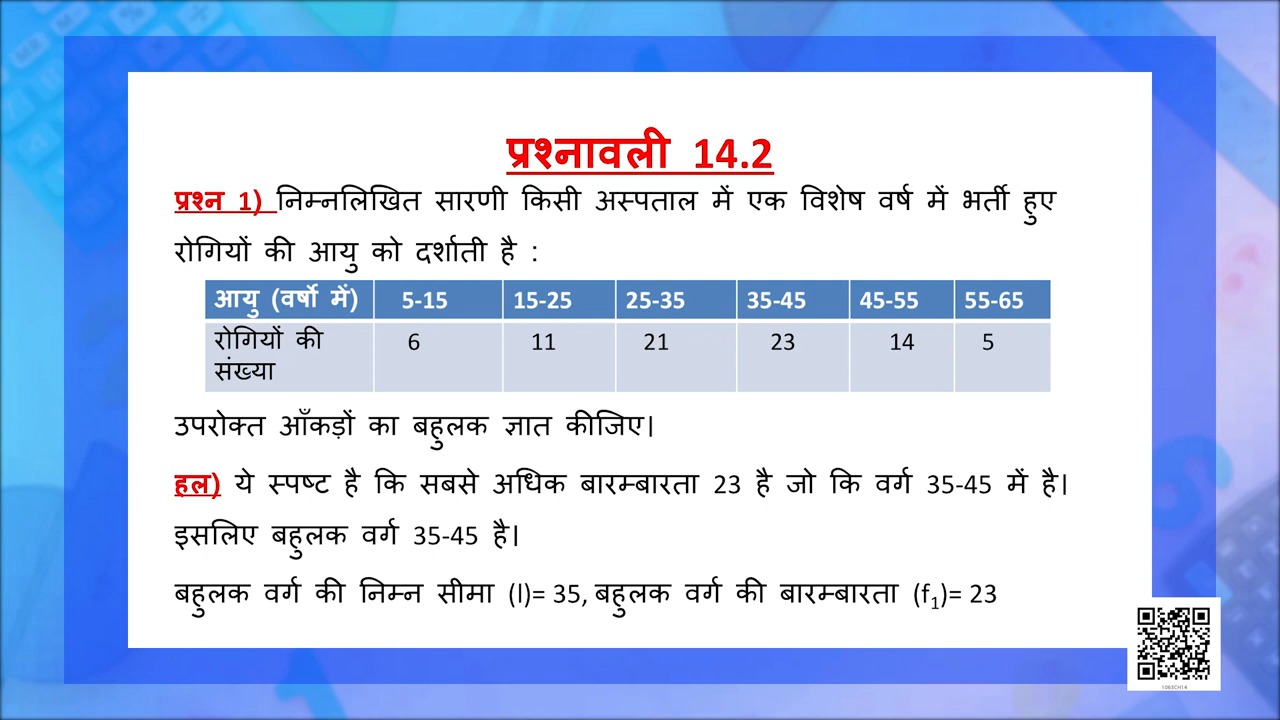 प्रश्नावली 14.2
प्रश्न 1) निम्नलिखित सारणी किसी अस्पताल में एक विशेष वर्ष में भर्ती हुए
रोगियों की आयु को दर्शाती है :
आयु (वर्षो में) 5-15 15-25 25-35 35-45 45-55 55-65
रोगियों की 6 11 21 23 14 5
संख्या
उपरोक्त आँकड़ों का बहुलक ज्ञात कीजिए।
हल) ये स्पष्ट है कि सबसे अधिक बारम्बारता 23 है जो कि वर्ग 35-45 में है।
इसलिए बहुलक वर्ग 35-45 है।
बहुलक वर्ग की निम्न सीमा (l)= 35, बहुलक वर्ग की बारम्बारता (f₁)= 23
1063CH14